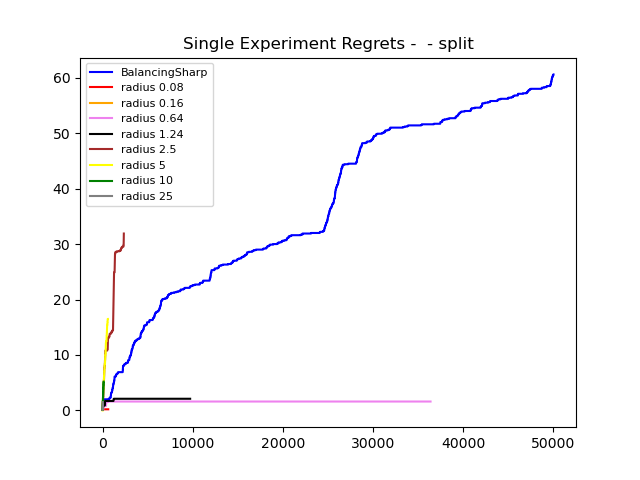 Single Experiment Regrets -  - split
BalancingSharp
radius 0.08
radius 0.16
radius 0.64
radius 1.24
radius 2.5
radius 5
radius 10
radius 25
60
50
40
30
20
10
0
0 10000 20000 30000 40000 50000